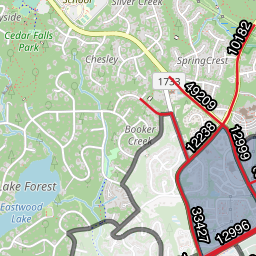 Silver Creek
School
yside
Cedar Falls
Park
Chesley
SpringCrest
10182
1733
49209
Booker
Creek
12238
12999
Lake Forest
Eastwood
Lake
33427
12996